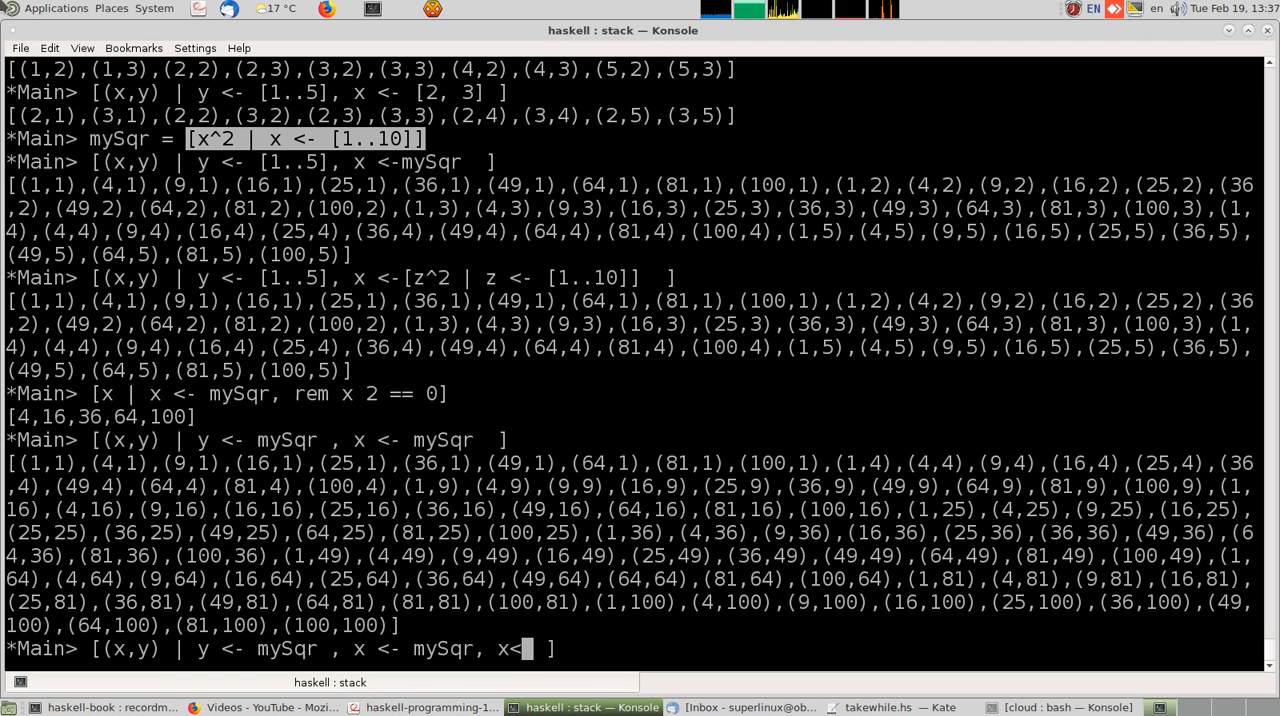 Applications Places System 17 °C EN en Tue Feb 19, 13:37
haskell : stack — Konsole
File Edit View Bookmarks Settings Help
[(1,2),(1,3),(2,2),(2,3),(3,2),(3,3),(4,2),(4,3),(5,2),(5,3)]
*Main> [(x,y) | y <- [1..5], x <- [2, 3] ]
[(2,1),(3,1),(2,2),(3,2),(2,3),(3,3),(2,4),(3,4),(2,5),(3,5)]
*Main> mySqr = [x^2 | x <- [1..10]]
*Main> [(x,y) | y <- [1..5], x <-mySqr  ]
[(1,1),(4,1),(9,1),(16,1),(25,1),(36,1),(49,1),(64,1),(81,1),(100,1),(1,2),(4,2),(9,2),(16,2),(25,2),(36
,2),(49,2),(64,2),(81,2),(100,2),(1,3),(4,3),(9,3),(16,3),(25,3),(36,3),(49,3),(64,3),(81,3),(100,3),(1,
4),(4,4),(9,4),(16,4),(25,4),(36,4),(49,4),(64,4),(81,4),(100,4),(1,5),(4,5),(9,5),(16,5),(25,5),(36,5),
(49,5),(64,5),(81,5),(100,5)]
*Main> [(x,y) | y <- [1..5], x <-[z^2 | z <- [1..10]]  ]
[(1,1),(4,1),(9,1),(16,1),(25,1),(36,1),(49,1),(64,1),(81,1),(100,1),(1,2),(4,2),(9,2),(16,2),(25,2),(36
,2),(49,2),(64,2),(81,2),(100,2),(1,3),(4,3),(9,3),(16,3),(25,3),(36,3),(49,3),(64,3),(81,3),(100,3),(1,
4),(4,4),(9,4),(16,4),(25,4),(36,4),(49,4),(64,4),(81,4),(100,4),(1,5),(4,5),(9,5),(16,5),(25,5),(36,5),
(49,5),(64,5),(81,5),(100,5)]
*Main> [x | x <- mySqr, rem x 2 == 0]
[4,16,36,64,100]
*Main> [(x,y) | y <- mySqr , x <- mySqr  ]
[(1,1),(4,1),(9,1),(16,1),(25,1),(36,1),(49,1),(64,1),(81,1),(100,1),(1,4),(4,4),(9,4),(16,4),(25,4),(36
,4),(49,4),(64,4),(81,4),(100,4),(1,9),(4,9),(9,9),(16,9),(25,9),(36,9),(49,9),(64,9),(81,9),(100,9),(1,
16),(4,16),(9,16),(16,16),(25,16),(36,16),(49,16),(64,16),(81,16),(100,16),(1,25),(4,25),(9,25),(16,25),
(25,25),(36,25),(49,25),(64,25),(81,25),(100,25),(1,36),(4,36),(9,36),(16,36),(25,36),(36,36),(49,36),(6
4,36),(81,36),(100,36),(1,49),(4,49),(9,49),(16,49),(25,49),(36,49),(49,49),(64,49),(81,49),(100,49),(1,
64),(4,64),(9,64),(16,64),(25,64),(36,64),(49,64),(64,64),(81,64),(100,64),(1,81),(4,81),(9,81),(16,81),
(25,81),(36,81),(49,81),(64,81),(81,81),(100,81),(1,100),(4,100),(9,100),(16,100),(25,100),(36,100),(49,
100),(64,100),(81,100),(100,100)]
*Main> [(x,y) | y <- mySqr , x <- mySqr, x<  ]
haskell : stack
haskell-book : recordm... Videos - YouTube - Mozi... haskell-programming-1... haskell : stack — Konsole [Inbox - superlinux@ob... takewhile.hs — Kate [cloud : bash — Konsole]